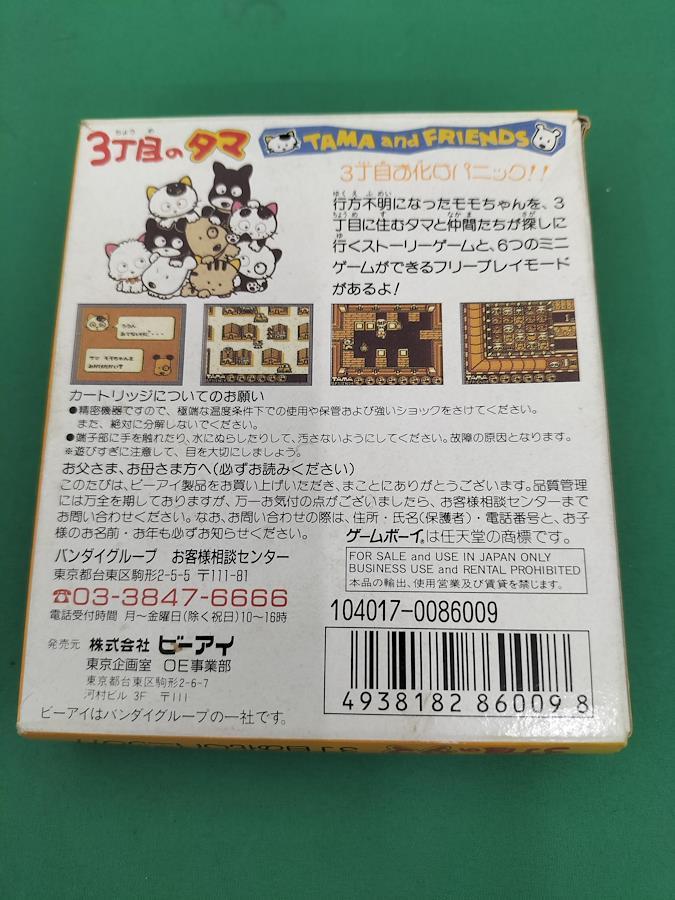 3丁目のタマ
TAMA and FRIENDS
3丁目お化けパニック!!
行方不明になったモモちゃんを、3
丁目に住むタマと仲間たちが探しに
行くストーリーゲームと、6つのミニ
ゲームができるフリープレイモード
があるよ!
カートリッジについてのお願い
●精密機器ですので、極端な温度条件下での使用や保管および強いショックをさけてください。
また、絶対に分解しないでください。
●端子部に手を触れたり、水にぬらしたりして、汚さないようにしてください。故障の原因となります。
※遊びすぎに注意して、目を大切にしましょう。
お父さま、お母さま方へ(必ずお読みください)
このたびは、ビーアイ製品をお買い上げいただき、まことにありがとうございます。品質管理
には万全を期しておりますが、万一お気付の点がございましたら、お客様相談センターまで
お問い合わせください。なお、お問い合わせの際は、住所・氏名(保護者)・電話番号と、お子
様のお名前・お年も必ずお知らせください。
ゲームボーイは任天堂の商標です。
バンダイグループ お客様相談センター
東京都台東区駒形2-5-5 〒111-81
☎03-3847-6666
電話受付時間 月～金曜日(除く祝日)10～16時
FOR SALE and USE IN JAPAN ONLY
BUSINESS USE and RENTAL PROHIBITED
本品の輸出、使用営業及び賃貸を禁じます。
104017-0086009
発売元 株式会社 ビーアイ
東京企画室 OE事業部
東京都台東区駒形2-6-7
河村ビル 3F 〒111
ビーアイはバンダイグループの一社です。
4938182860098